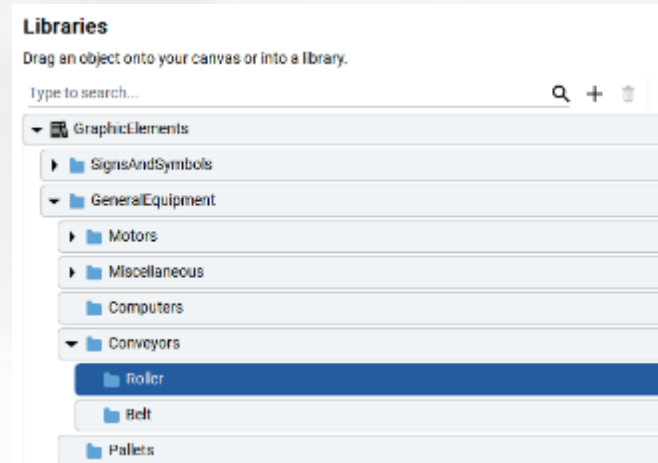 Libraries
Drag an object onto your canvas or into a library.
Type to search...
GraphicElements
SignsAndSymbols
GeneralEquipment
Motors
Miscellaneous
Computers
Conveyors
Roller
Belt
Pallets